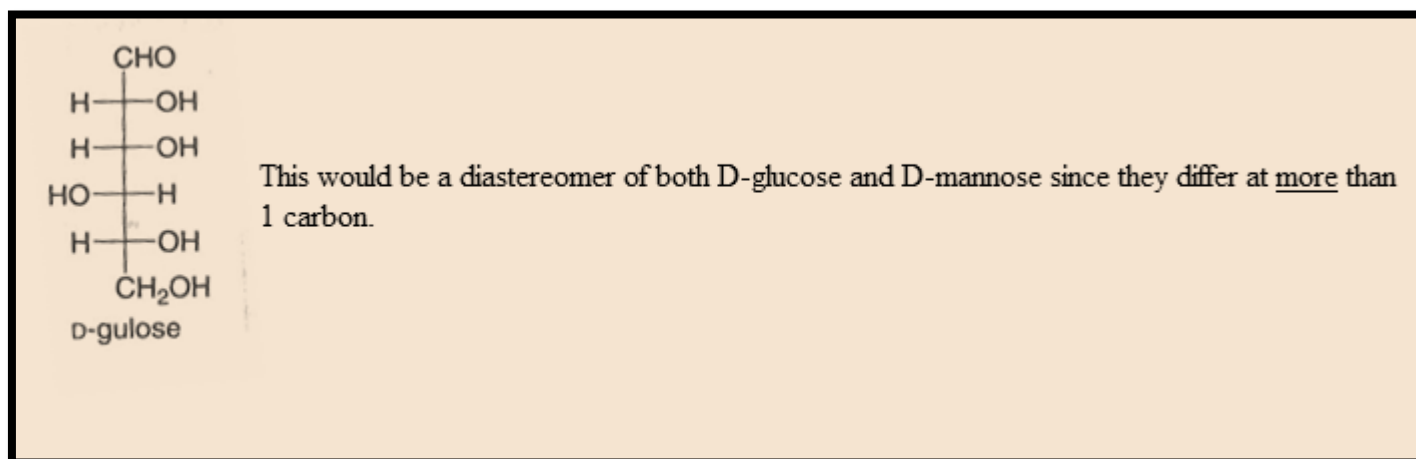 CHO
H OH
H OH
HO H
H OH
CH₂OH
D-gulose
This would be a diastereomer of both D-glucose and D-mannose since they differ at more than
1 carbon.